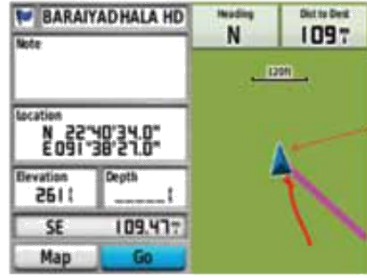 BARAIYADHALA HD
Note
Location
N 22°40'34.0"
E091°38'27.0"
Elevation
Depth
261
SE
109.47
Map
Go
Heading
N
Dist to Dest
109
120ft